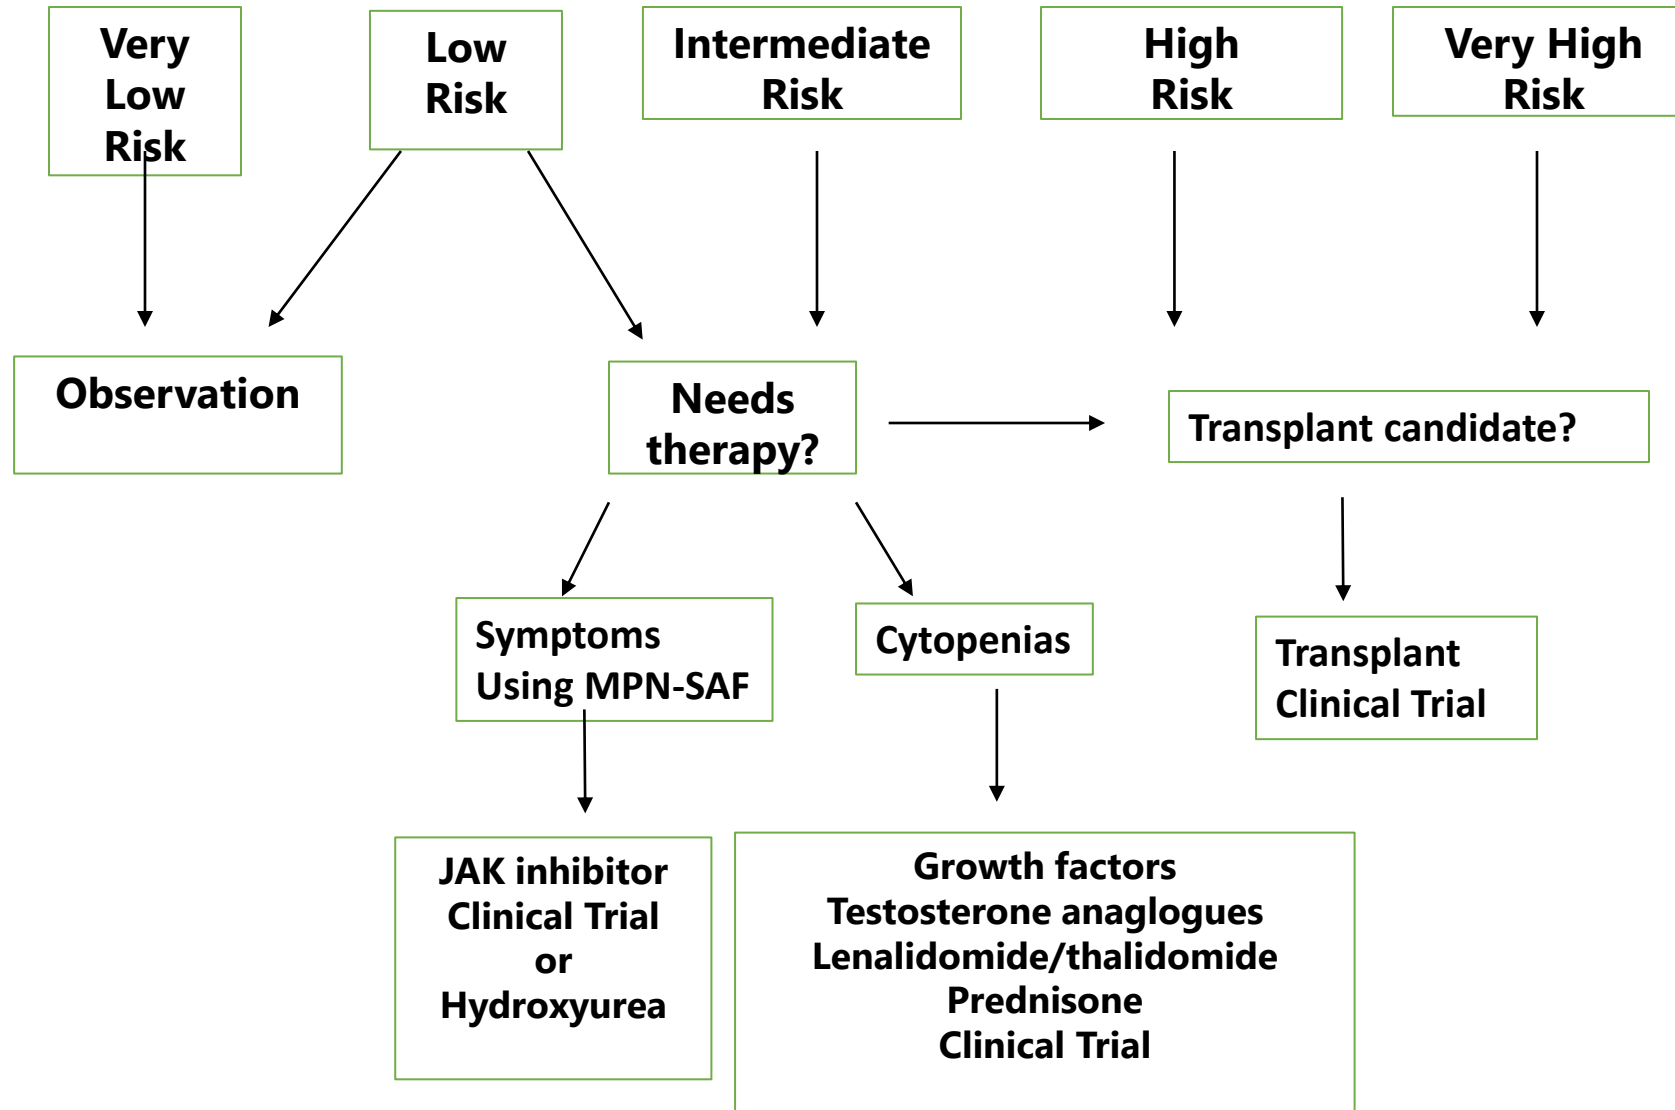 Very
Low
Risk
Low
Risk
Intermediate
Risk
High
Risk
Very High
Risk
Observation
Needs
therapy?
Transplant candidate?
Symptoms
Using MPN-SAF
Cytopenias
Transplant
Clinical Trial
JAK inhibitor
Clinical Trial
or
Hydroxyurea
Growth factors
Testosterone anaglogues
Lenalidomide/thalidomide
Prednisone
Clinical Trial